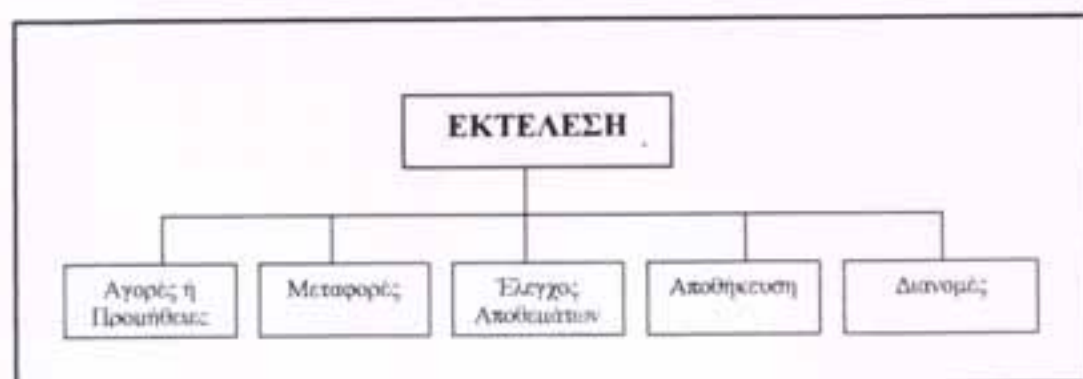 ΕΚΤΕΛΕΣΗ
Αγορές ή
Προμήθειες
Μεταφορές
Έλεγχος
Αποθεμάτων
Αποθήκευση
Διανομές